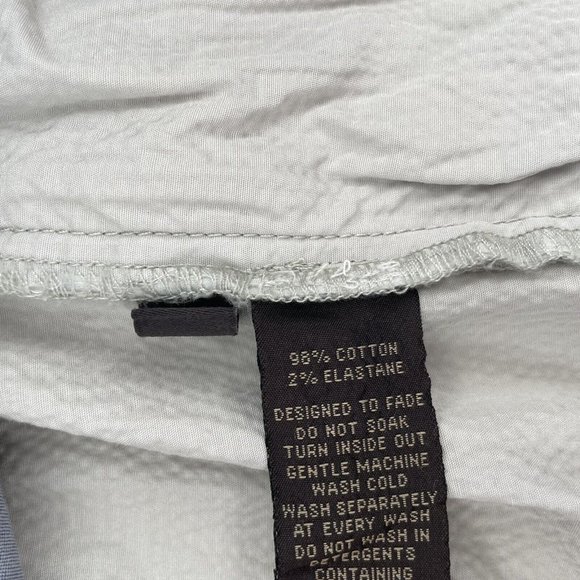 98% COTTON
2% ELASTANE
DESIGNED TO FADE
DO NOT SOAK
TURN INSIDE OUT
GENTLE MACHINE
WASH COLD
WASH SEPARATELY
AT EVERY WASH
DO NOT WASH IN
DETERGENTS
CONTAINING